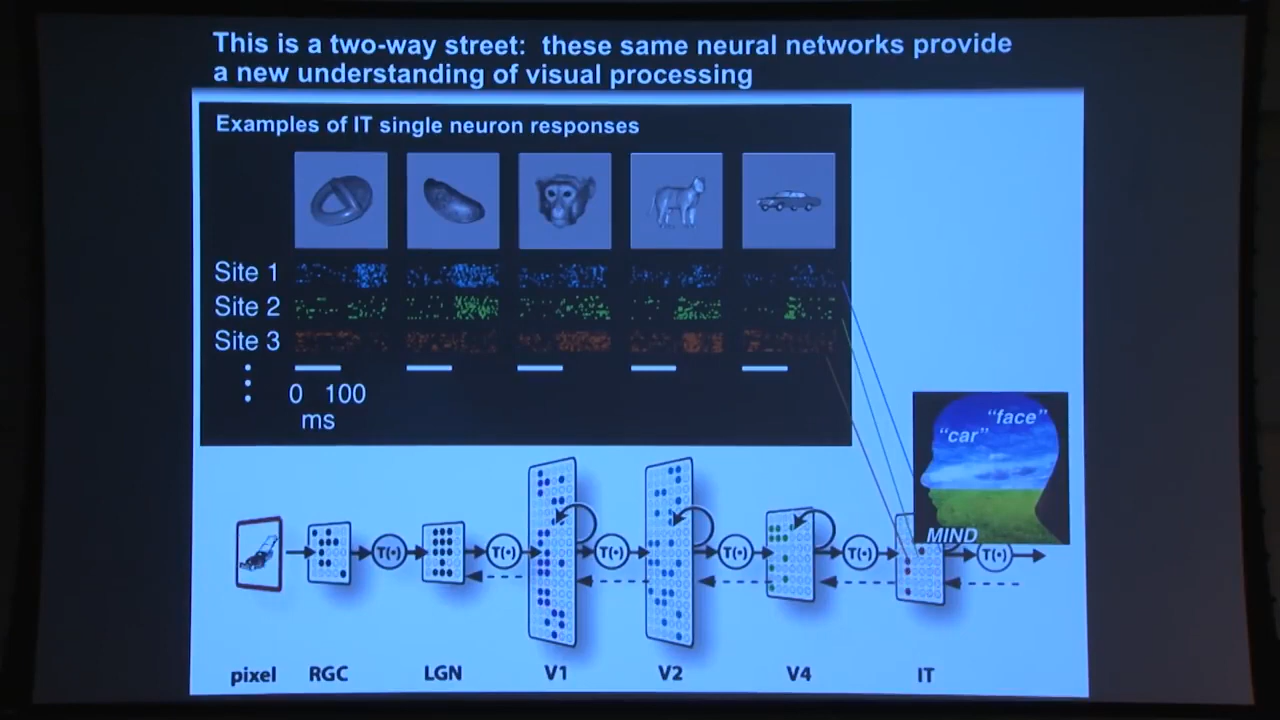 This is a two-way street: these same neural networks provide
a new understanding of visual processing
Examples of IT single neuron responses
Site 1
Site 2
Site 3
0 100
ms
"face"
"car"
MIND
T(•) T(•) T(•) T(•) T(•) T(•)
pixel RGC LGN V1 V2 V4 IT